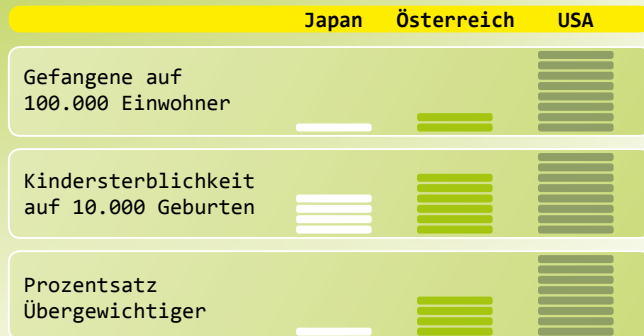 Japan Österreich USA
Gefangene auf
100.000 Einwohner
Kindersterblichkeit
auf 10.000 Geburten
Prozentsatz
Übergewichtiger